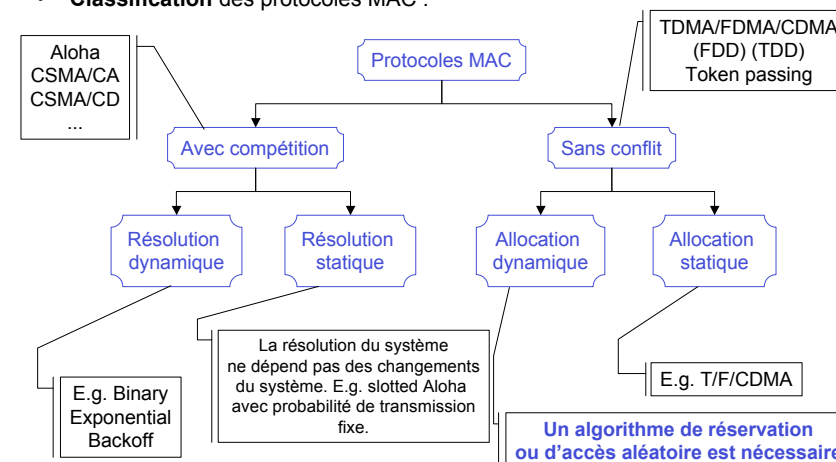 • Classification des protocoles MAC :
Aloha
CSMA/CA
CSMA/CD
...
Protocoles MAC
TDMA/FDMA/CDMA
(FDD) (TDD)
Token passing
Avec compétition
Sans conflit
Résolution
dynamique
Résolution
statique
Allocation
dynamique
Allocation
statique
E.g. Binary
Exponential
Backoff
La résolution du système
ne dépend pas des changements
du système. E.g. slotted Aloha
avec probabilité de transmission
fixe.
E.g. T/F/CDMA
Un algorithme de réservation
ou d'accès aléatoire est nécessaire